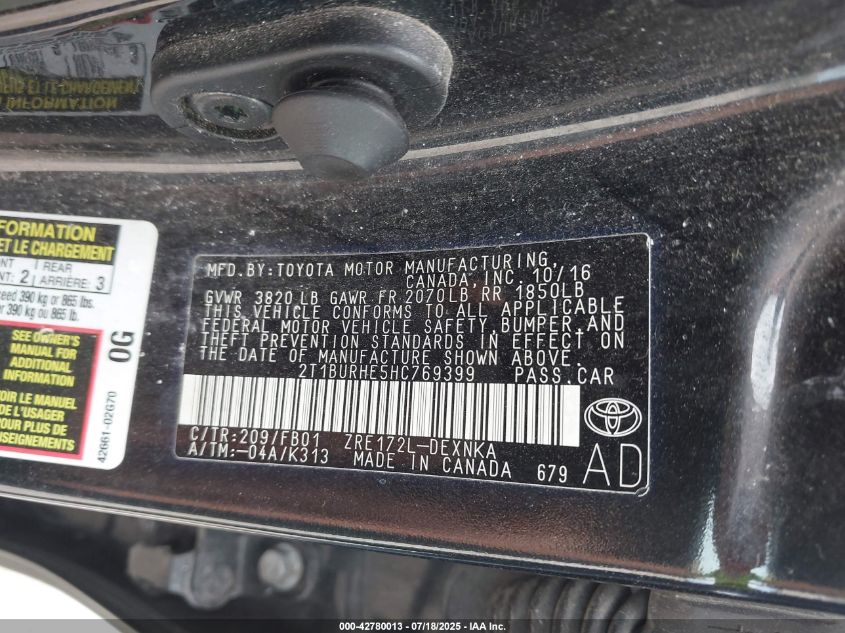 INFORMATION
ET LE CHARGEMENT
REAR
2 ARRIÈRE: 3
390 kg or 865 lbs.
390 kg ou 865 lb.
SEE OWNER'S
MANUAL FOR
ADDITIONAL
INFORMATION
VOIR LE MANUEL
DE L'USAGER
POUR PLUS DE
0G
42661-02G70
MFD.BY:TOYOTA MOTOR MANUFACTURING,
CANADA,INC. 10/16
GVWR 3820 LB GAWR FR 2070LB RR 1850LB
THIS VEHICLE CONFORMS TO ALL APPLICABLE
FEDERAL MOTOR VEHICLE SAFETY,BUMPER,AND
THEFT PREVENTION STANDARDS IN EFFECT ON
THE DATE OF MANUFACTURE SHOWN ABOVE.
2T1BURHE5HC769399 PASS.CAR
C/TR:209/FB01 ZRE172L-DEXNKA
A/TM:-04A/K313 MADE IN CANADA 679
AD
000-42780013 - 07/18/2025 - IAA Inc.